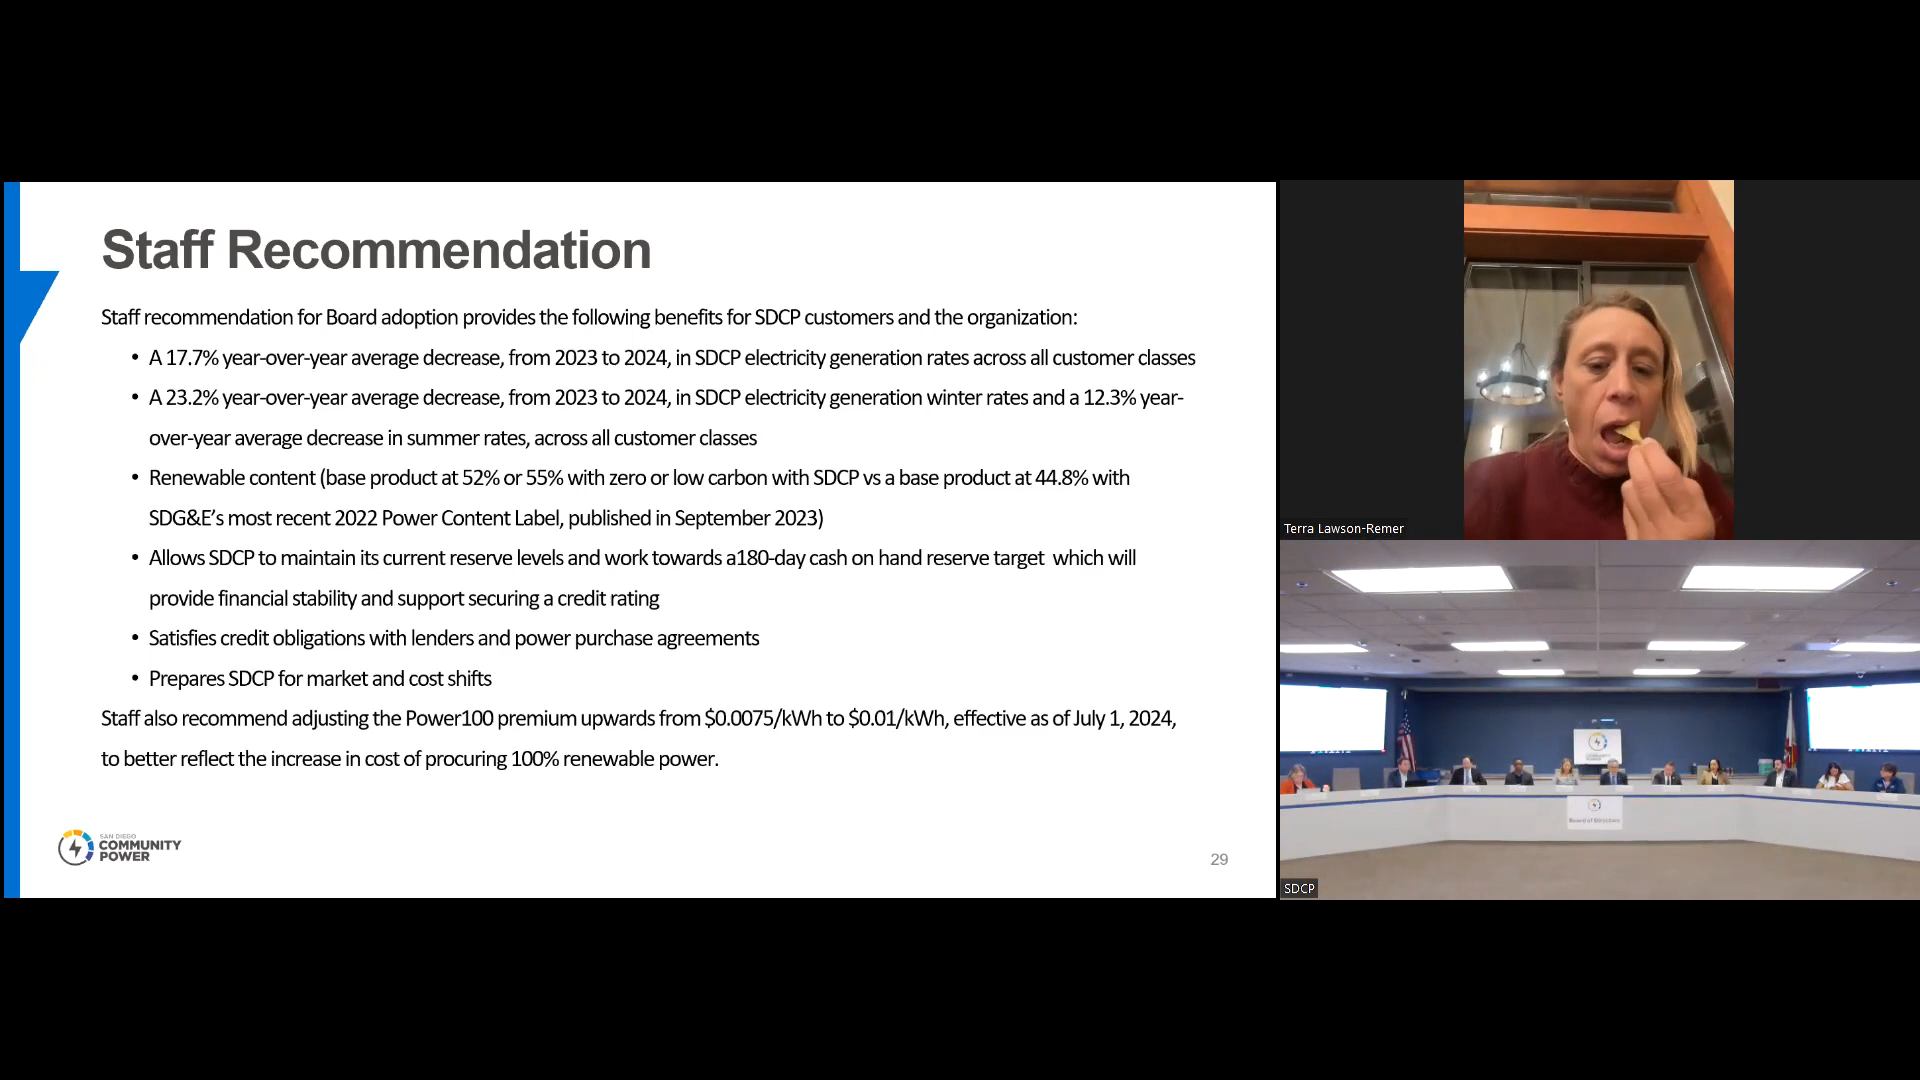 Staff Recommendation
Staff recommendation for Board adoption provides the following benefits for SDCP customers and the organization:
• A 17.7% year-over-year average decrease, from 2023 to 2024, in SDCP electricity generation rates across all customer classes
• A 23.2% year-over-year average decrease, from 2023 to 2024, in SDCP electricity generation winter rates and a 12.3% year-
over-year average decrease in summer rates, across all customer classes
• Renewable content (base product at 52% or 55% with zero or low carbon with SDCP vs a base product at 44.8% with
SDG&E’s most recent 2022 Power Content Label, published in September 2023)
• Allows SDCP to maintain its current reserve levels and work towards a180-day cash on hand reserve target  which will
provide financial stability and support securing a credit rating
• Satisfies credit obligations with lenders and power purchase agreements
• Prepares SDCP for market and cost shifts
Staff also recommend adjusting the Power100 premium upwards from $0.0075/kWh to $0.01/kWh, effective as of July 1, 2024,
to better reflect the increase in cost of procuring 100% renewable power.
SAN DIEGO
COMMUNITY
POWER
29
Terra Lawson-Remer
Board of Directors
SDCP